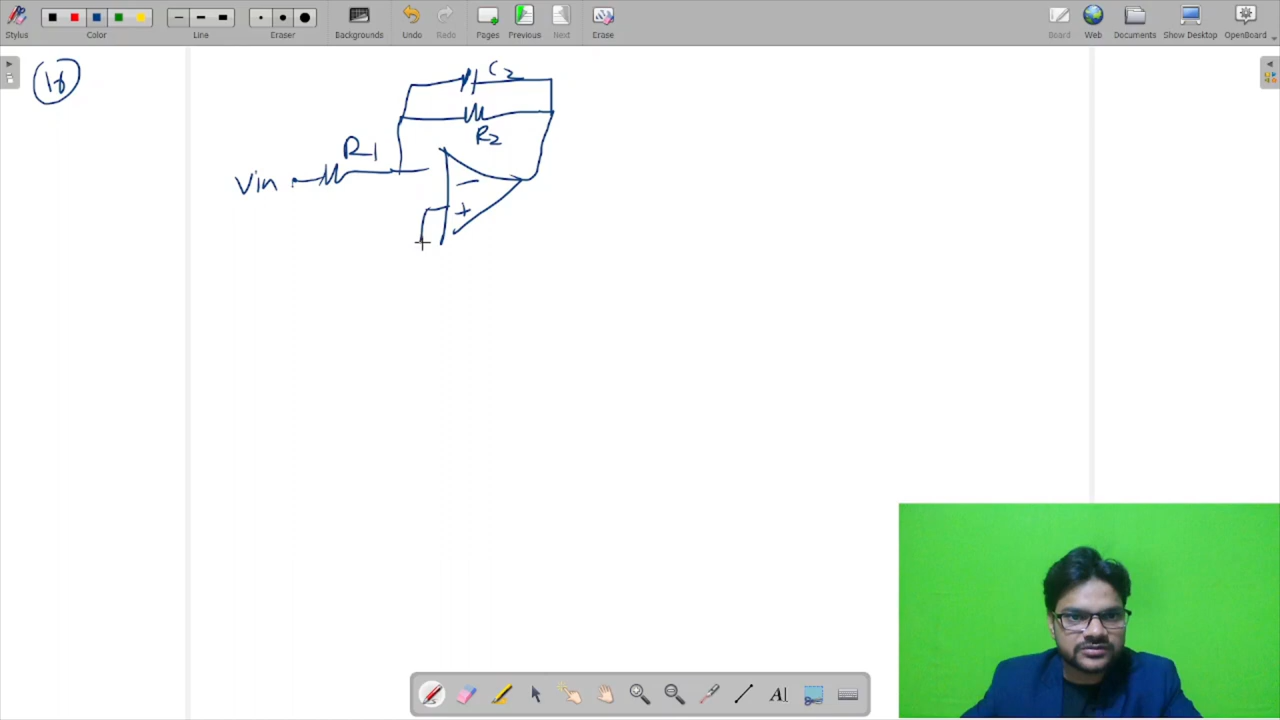 Stylus
Color
Line
Eraser
Backgrounds
Undo
Redo
Pages
Previous
Next
Erase
Board
Web
Documents
Show Desktop
OpenBoard
C2
R2
R1
Vin
−
+